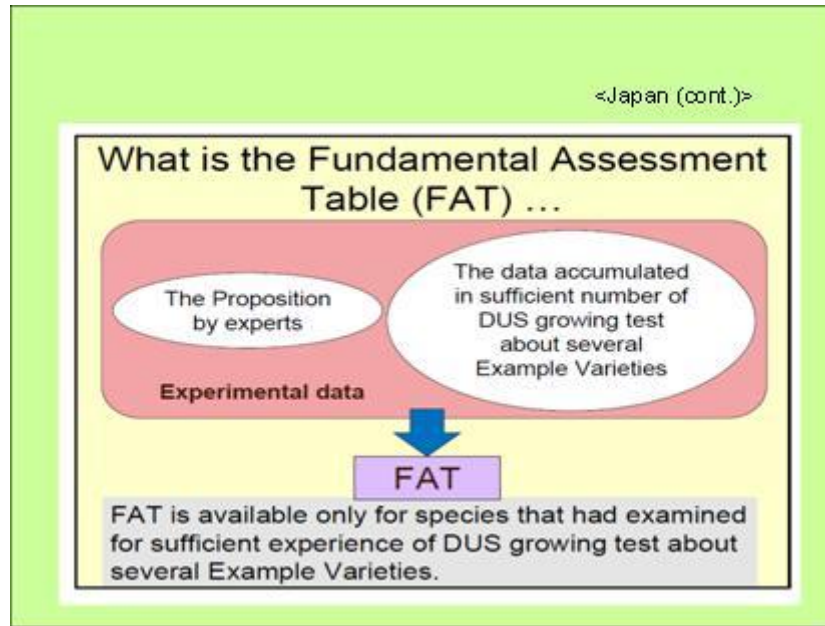 <Japan (cont.)>
What is the Fundamental Assessment
Table (FAT) ...
The Proposition
by experts
The data accumulated
in sufficient number of
DUS growing test
about several
Example Varieties
Experimental data
FAT
FAT is available only for species that had examined
for sufficient experience of DUS growing test about
several Example Varieties.